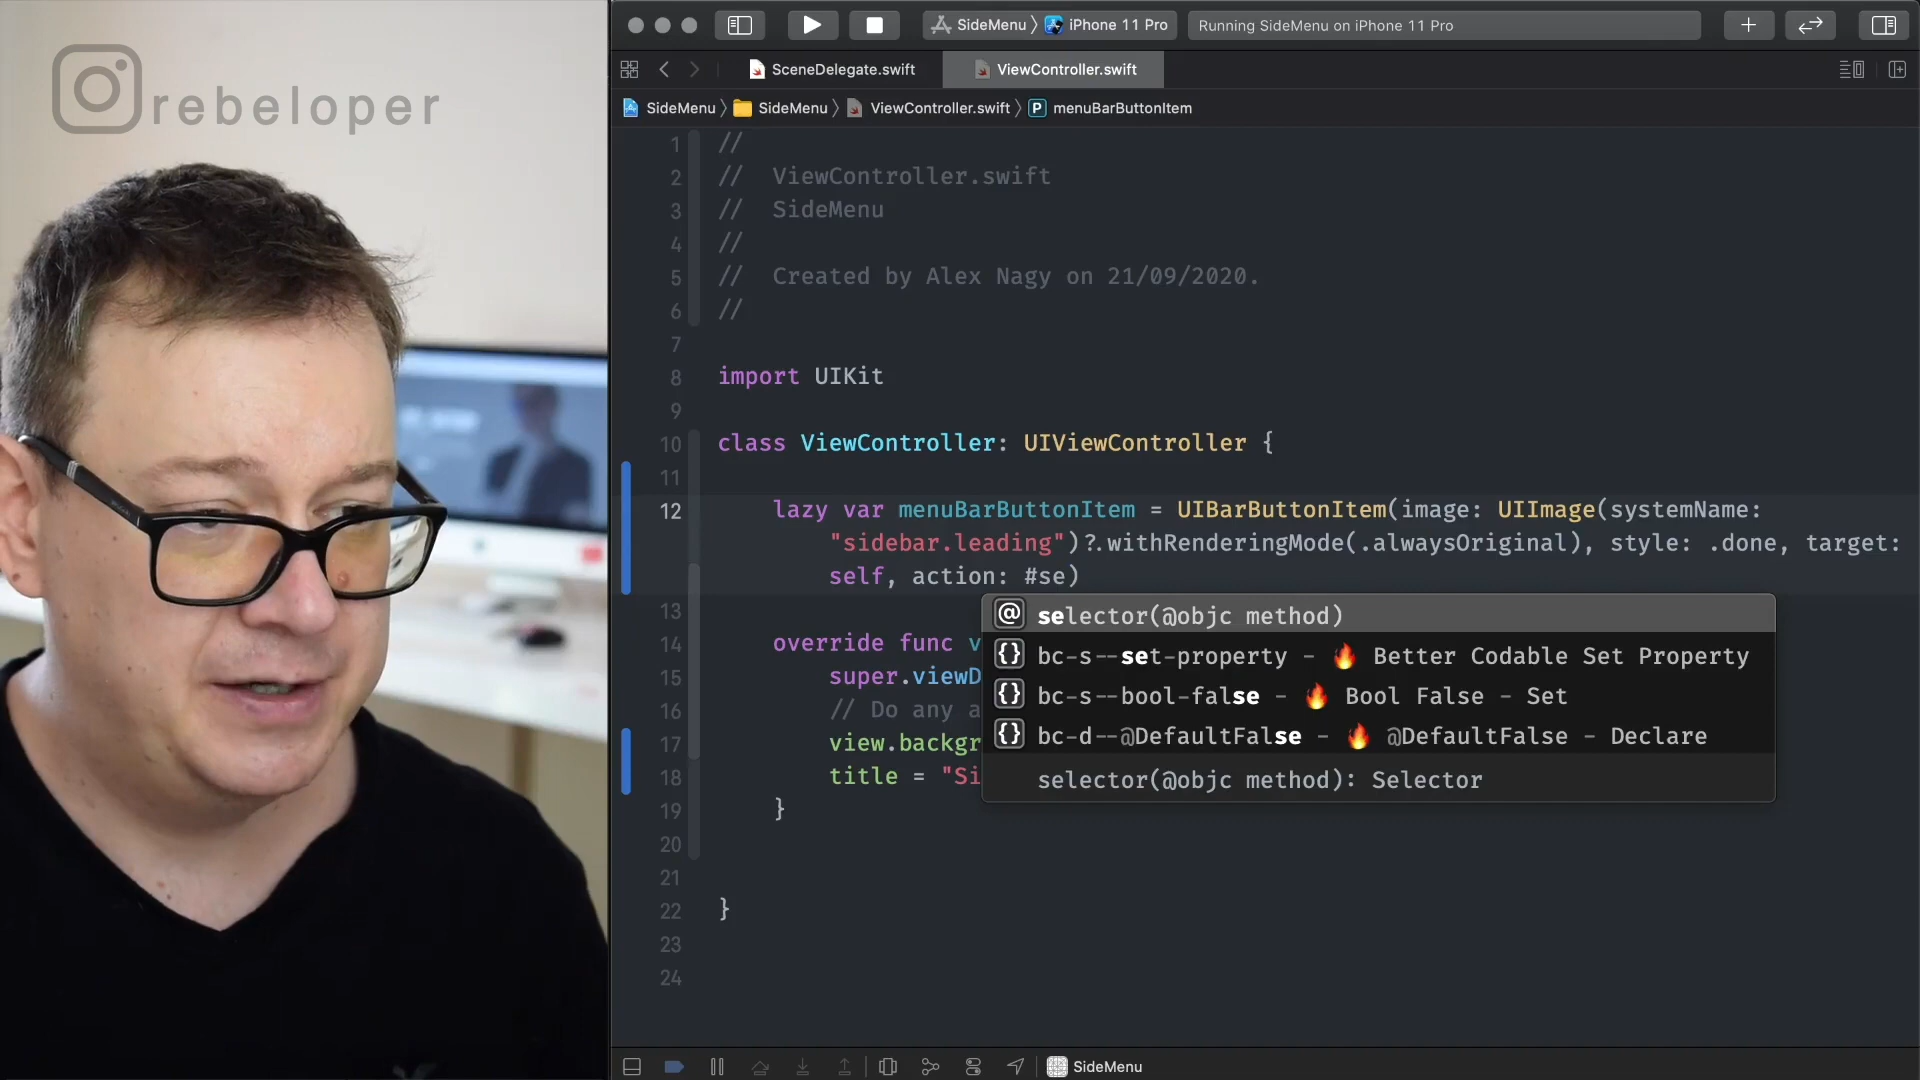 rebeloper
SideMenu
iPhone 11 Pro
Running SideMenu on iPhone 11 Pro
SceneDelegate.swift
ViewController.swift
SideMenu
SideMenu
ViewController.swift
P
menuBarButtonItem
1 //
2 // ViewController.swift
3 // SideMenu
4 //
5 // Created by Alex Nagy on 21/09/2020.
6 //
7
8 import UIKit
9
10 class ViewController: UIViewController {
11
12 lazy var menuBarButtonItem = UIBarButtonItem(image: UIImage(systemName:
"sidebar.leading")?.withRenderingMode(.alwaysOriginal), style: .done, target:
self, action: #se)
@ selector(@objc method)
13
{} bc-s--set-property - 🔥 Better Codable Set Property
14 override func v
15 super.viewD
{} bc-s--bool-false - 🔥 Bool False - Set
16 // Do any a
{} bc-d--@DefaultFalse - 🔥 @DefaultFalse - Declare
17 view.backgr
18 title = "Si
selector(@objc method): Selector
19 }
20
21
22 }
23
24
SideMenu